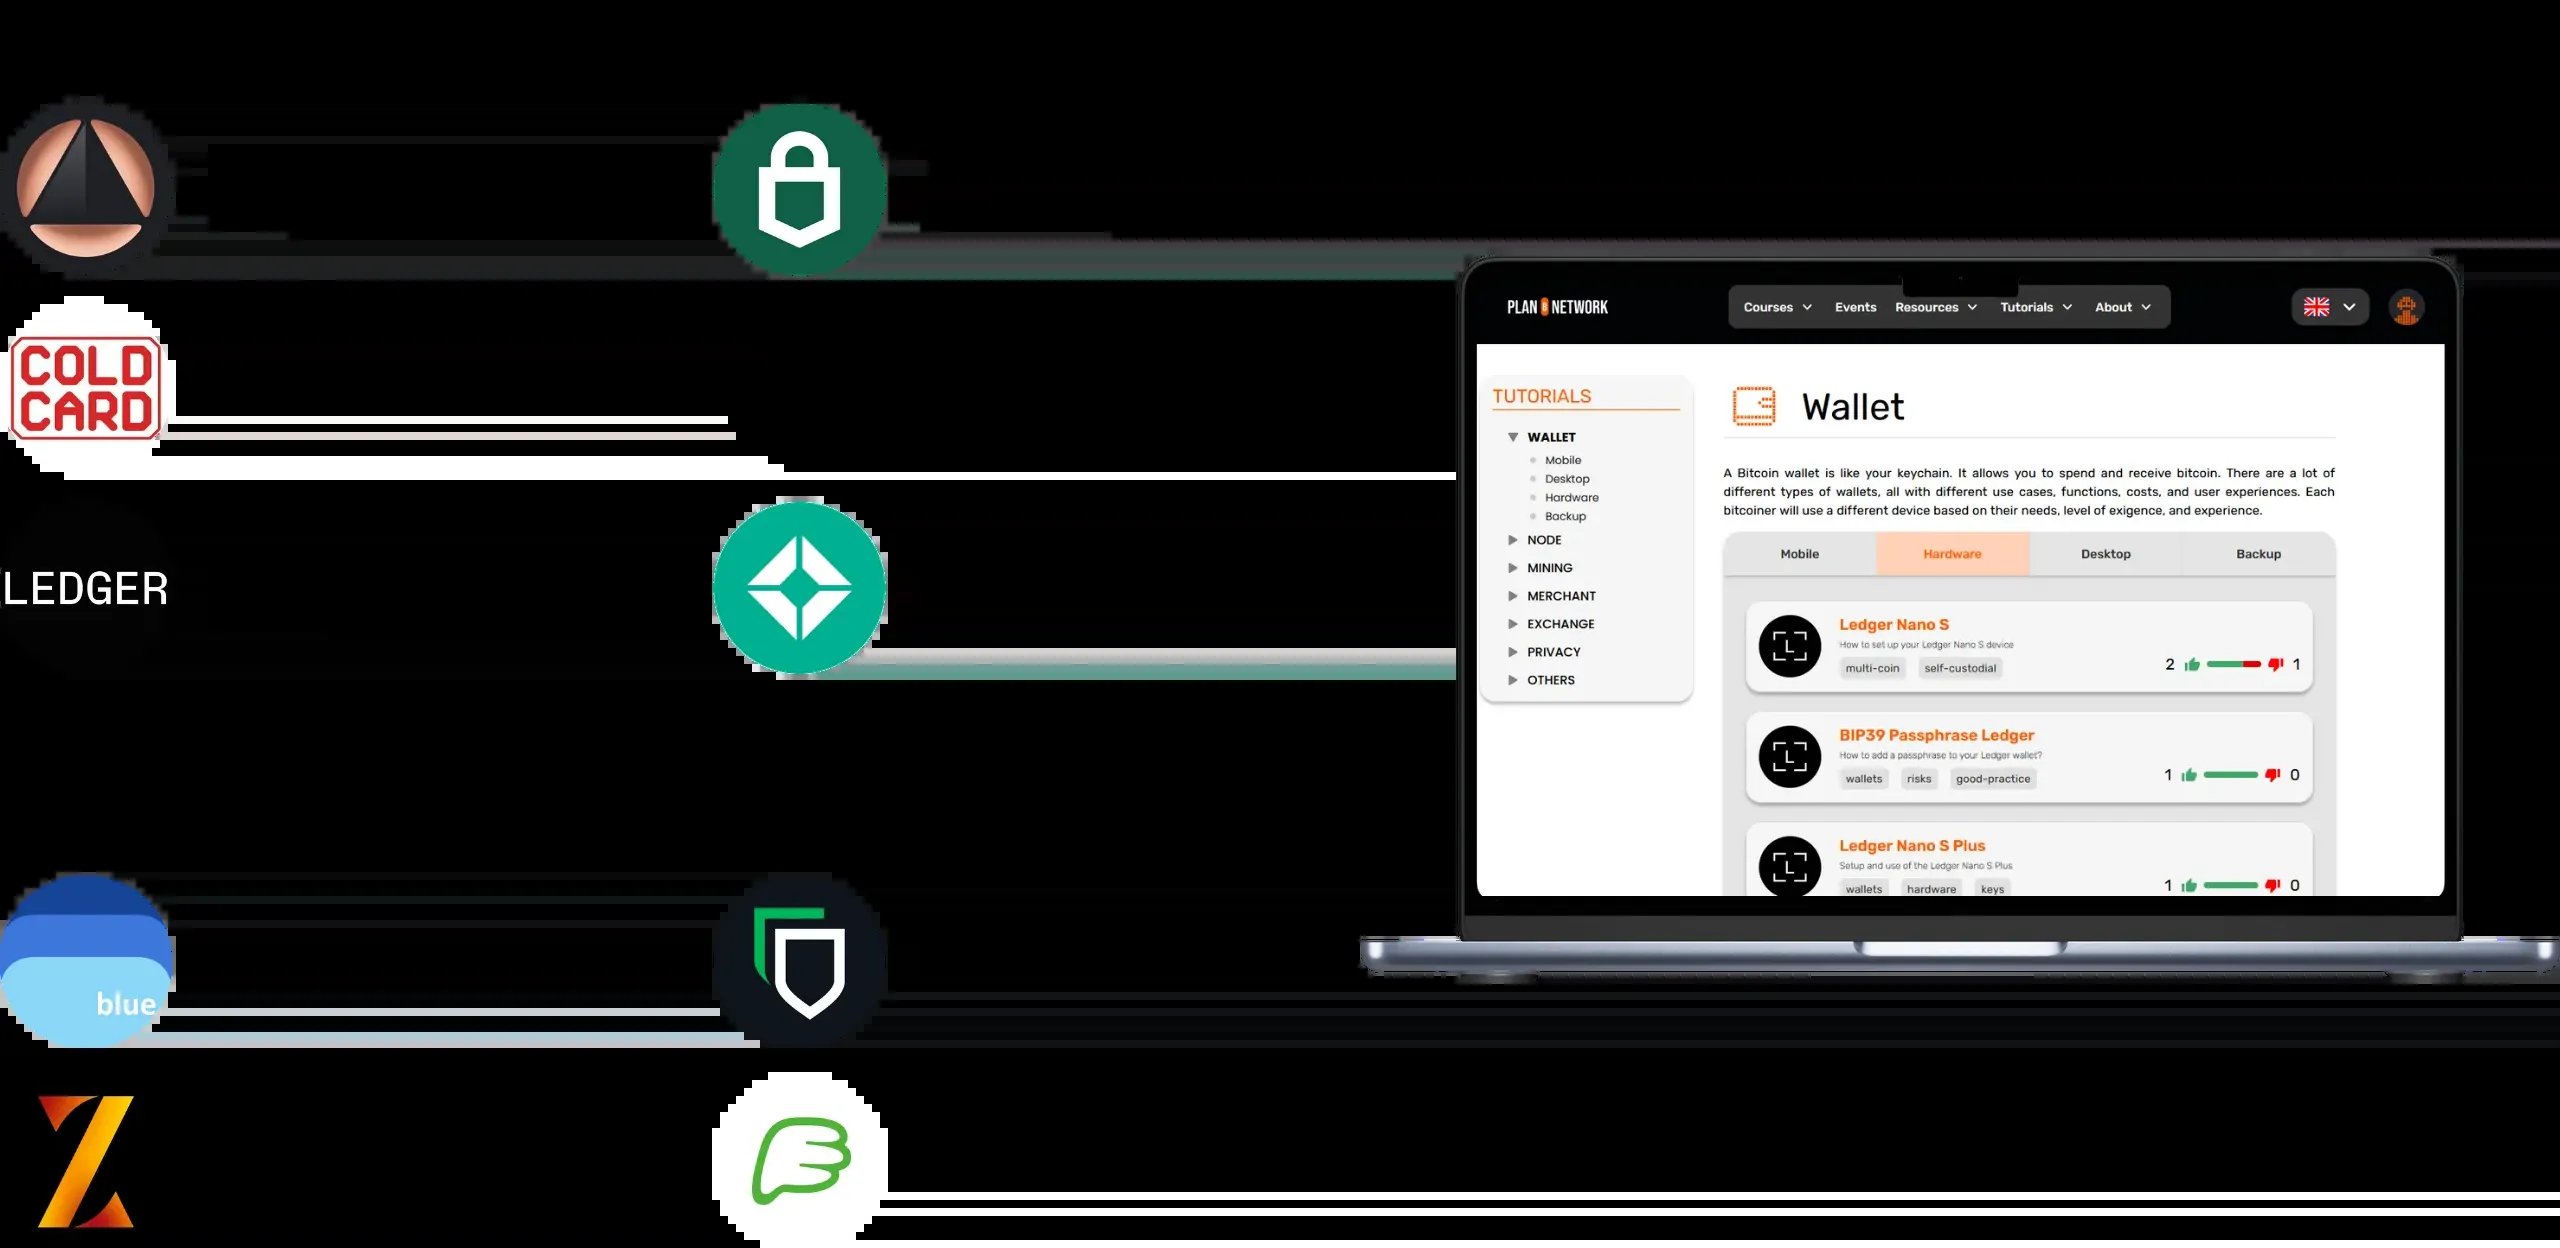 COLD
CARD
LEDGER
blue
PLAN B NETWORK
Courses
Events
Resources
Tutorials
About
TUTORIALS
WALLET
Mobile
Desktop
Hardware
Backup
NODE
MINING
MERCHANT
EXCHANGE
PRIVACY
OTHERS
Wallet
A Bitcoin wallet is like your keychain. It allows you to spend and receive bitcoin. There are a lot of
different types of wallets, all with different use cases, functions, costs, and user experiences. Each
bitcoiner will use a different device based on their needs, level of exigence, and experience.
Mobile Hardware Desktop Backup
Ledger Nano S
How to set up your Ledger Nano S device
multi-coin self-custodial
2 1
BIP39 Passphrase Ledger
How to add a passphrase to your Ledger wallet?
wallets risks good-practice
1 0
Ledger Nano S Plus
Setup and use of the Ledger Nano S Plus
wallets hardware keys
1 0